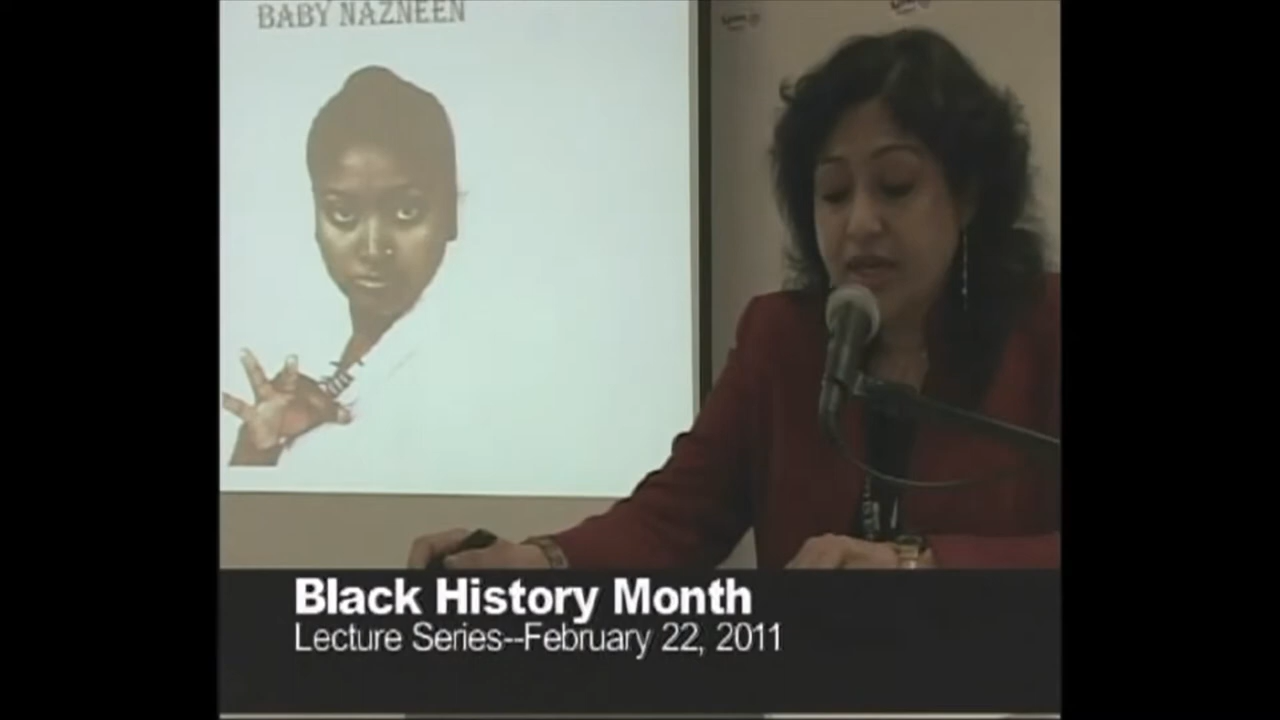 BABY NAZNEEN
Black History Month
Lecture Series--February 22, 2011